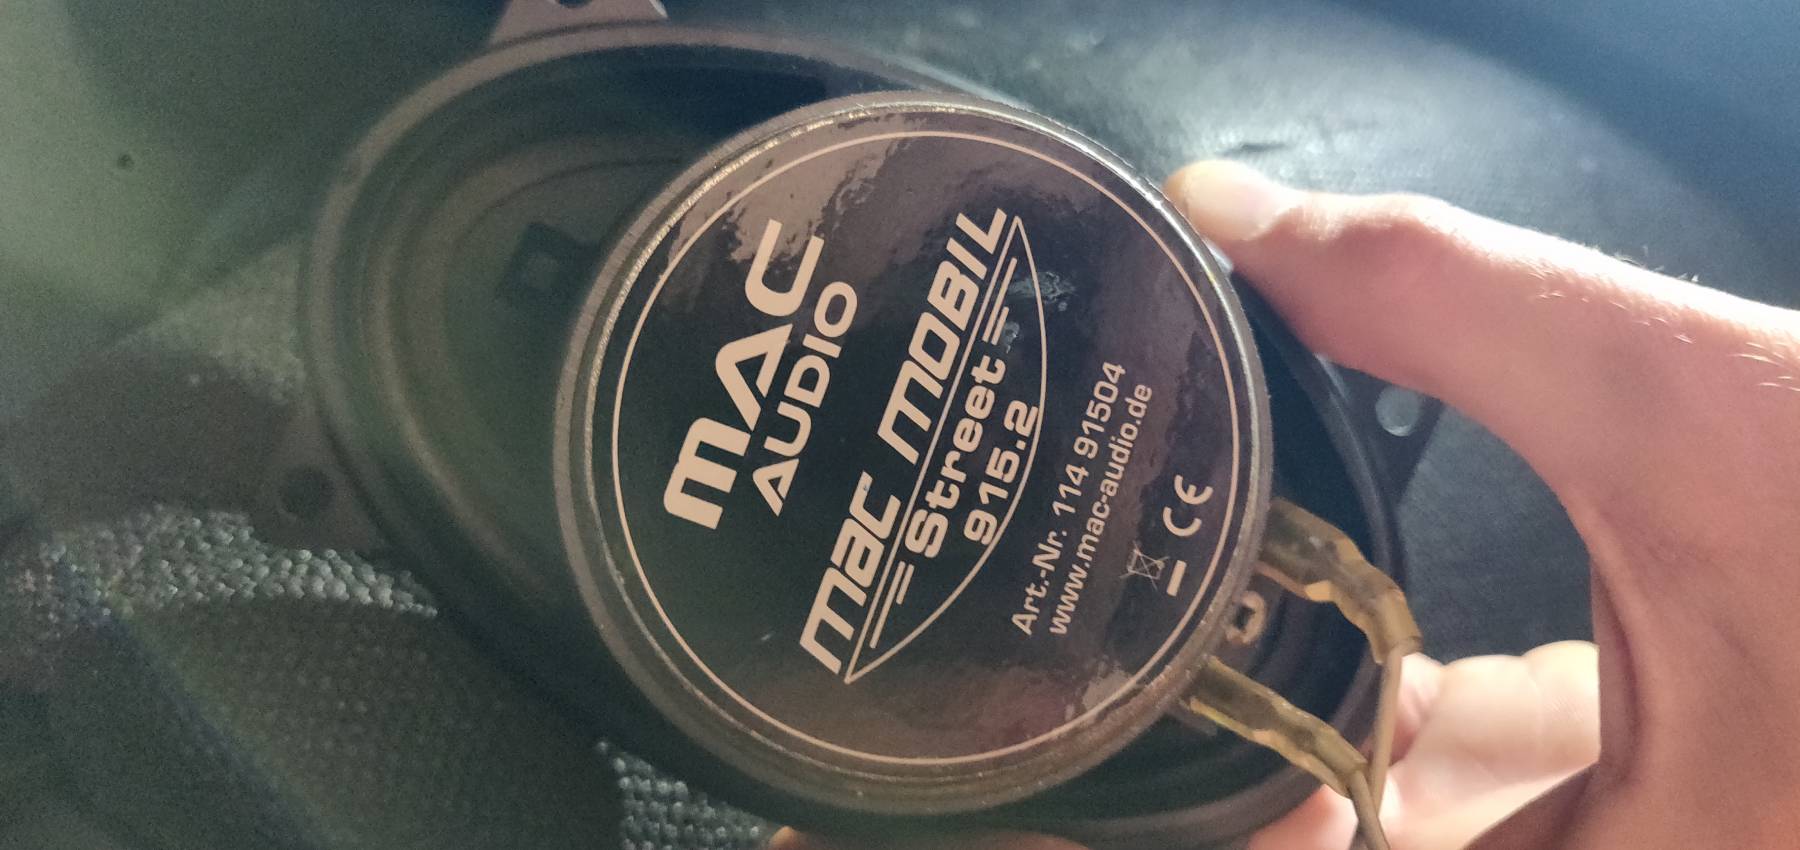 mAC
AUDIO
mac mobil
Street
915.2
Art.-Nr. 114 91504
www.mac-audio.de
CE